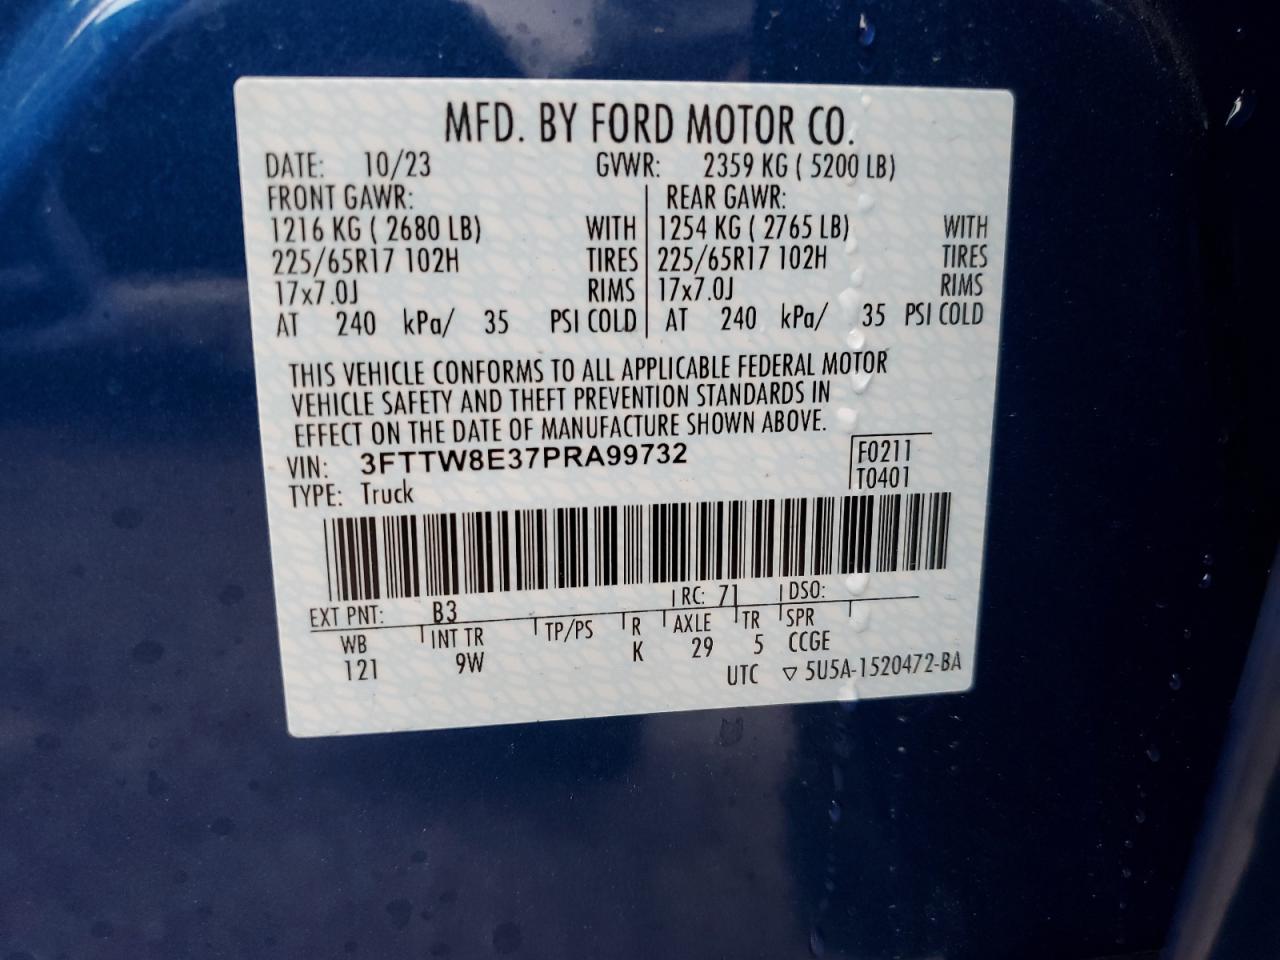 MFD. BY FORD MOTOR CO.
DATE: 10/23 GVWR: 2359 KG ( 5200 LB)
FRONT GAWR: REAR GAWR:
1216 KG ( 2680 LB) WITH 1254 KG ( 2765 LB) WITH
225/65R17 102H TIRES 225/65R17 102H TIRES
17x7.0J RIMS 17x7.0J RIMS
AT 240 kPa/ 35 PSI COLD AT 240 kPa/ 35 PSI COLD
THIS VEHICLE CONFORMS TO ALL APPLICABLE FEDERAL MOTOR
VEHICLE SAFETY AND THEFT PREVENTION STANDARDS IN
EFFECT ON THE DATE OF MANUFACTURE SHOWN ABOVE.
VIN: 3FTTW8E37PRA99732 F0211
TYPE: Truck T0401
EXT PNT: B3 RC: 71 DSO:
WB INT TR TP/PS R AXLE TR SPR
121 9W K 29 5 CCGE
UTC ▽ 5U5A-1520472-BA